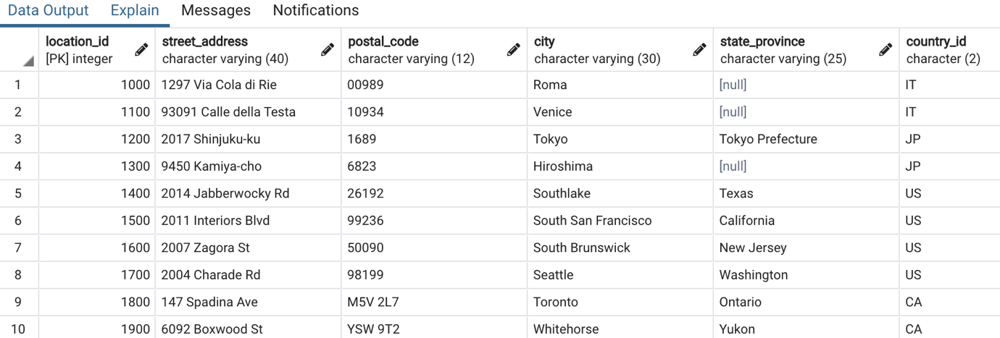 Data Output Explain Messages Notifications
location_id street_address postal_code city state_province country_id
[PK] integer character varying (40) character varying (12) character varying (30) character varying (25) character (2)
1 1000 1297 Via Cola di Rie 00989 Roma [null] IT
2 1100 93091 Calle della Testa 10934 Venice [null] IT
3 1200 2017 Shinjuku-ku 1689 Tokyo Tokyo Prefecture JP
4 1300 9450 Kamiya-cho 6823 Hiroshima [null] JP
5 1400 2014 Jabberwocky Rd 26192 Southlake Texas US
6 1500 2011 Interiors Blvd 99236 South San Francisco California US
7 1600 2007 Zagora St 50090 South Brunswick New Jersey US
8 1700 2004 Charade Rd 98199 Seattle Washington US
9 1800 147 Spadina Ave M5V 2L7 Toronto Ontario CA
10 1900 6092 Boxwood St YSW 9T2 Whitehorse Yukon CA